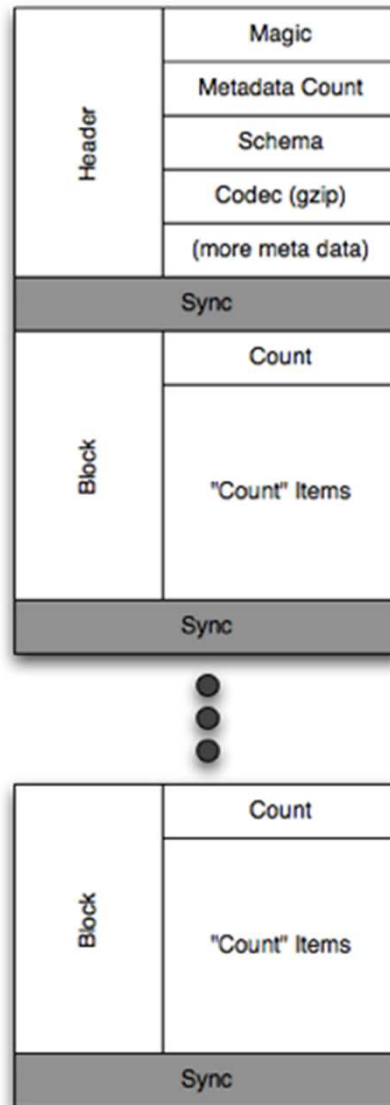 Header
Magic
Metadata Count
Schema
Codec (gzip)
(more meta data)
Sync
Block
Count
"Count" Items
Sync
Block
Count
"Count" Items
Sync